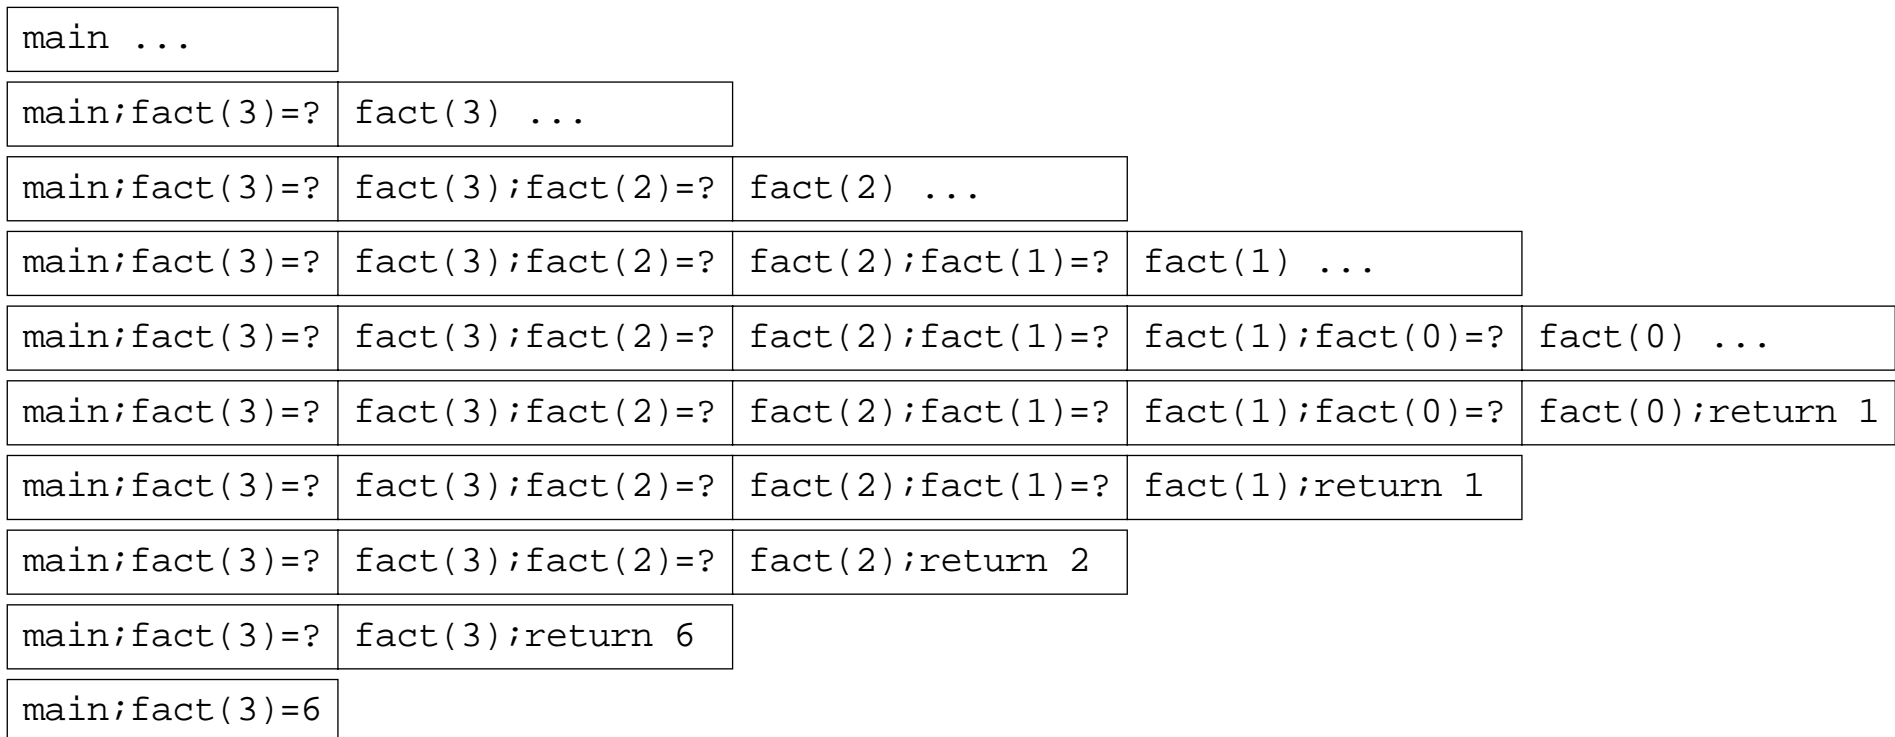 main ...
main;fact(3)=? fact(3) ...
main;fact(3)=? fact(3);fact(2)=? fact(2) ...
main;fact(3)=? fact(3);fact(2)=? fact(2);fact(1)=? fact(1) ...
main;fact(3)=? fact(3);fact(2)=? fact(2);fact(1)=? fact(1);fact(0)=? fact(0) ...
main;fact(3)=? fact(3);fact(2)=? fact(2);fact(1)=? fact(1);fact(0)=? fact(0);return 1
main;fact(3)=? fact(3);fact(2)=? fact(2);fact(1)=? fact(1);return 1
main;fact(3)=? fact(3);fact(2)=? fact(2);return 2
main;fact(3)=? fact(3);return 6
main;fact(3)=6